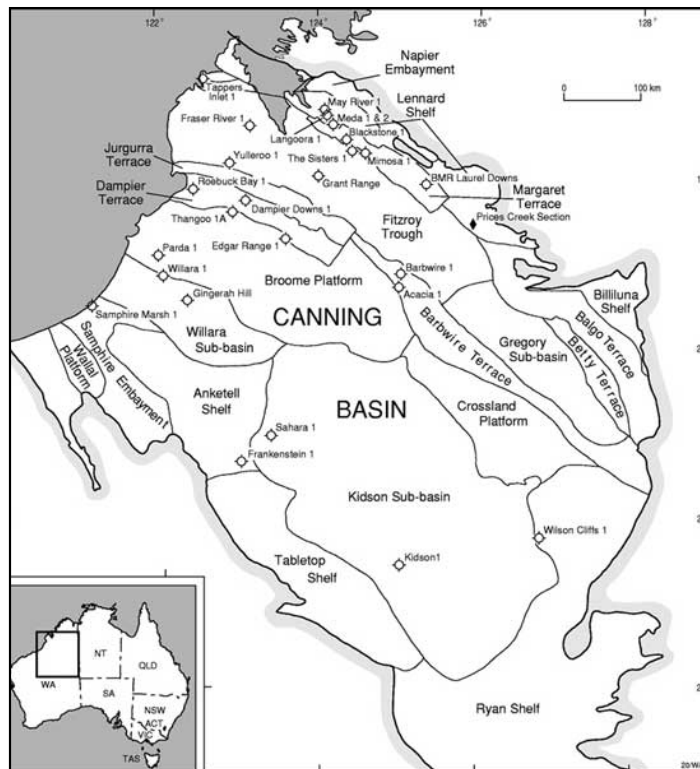 122
124
126
128
Napier
Embayment
0
100 km
Tappers
Inlet 1
May River 1
Lennard
Shelf
Meda 1 & 2
Fraser River 1
Langoora 1
Blackstone 1
Jurgurra
Terrace
Yulleroo 1
The Sisters 1
Mimosa 1
BMR Laurel Downs
Grant Range
Margaret
Terrace
Dampier
Terrace
Roebuck Bay 1
Dampier Downs 1
Thangoo 1A
Fitzroy
Trough
Prices Creek Section
Edgar Range 1
Parda 1
Willara 1
Broome Platform
Barbwire 1
Acacia 1
Gingerah Hill
Billiluna
Shelf
Samphire Marsh 1
CANNING
Willara
Sub-basin
Barbwire Terrace
Gregory
Sub-basin
Balgo Terrace
Betty Terrace
Samphire Embayment
Wallal
Platform
Anketell
Shelf
BASIN
Crossland
Platform
Sahara 1
Frankenstein 1
Kidson Sub-basin
Wilson Cliffs 1
Tabletop
Shelf
Kidson1
Ryan Shelf
NT
QLD
WA
SA
NSW
ACT
VIC
TAS